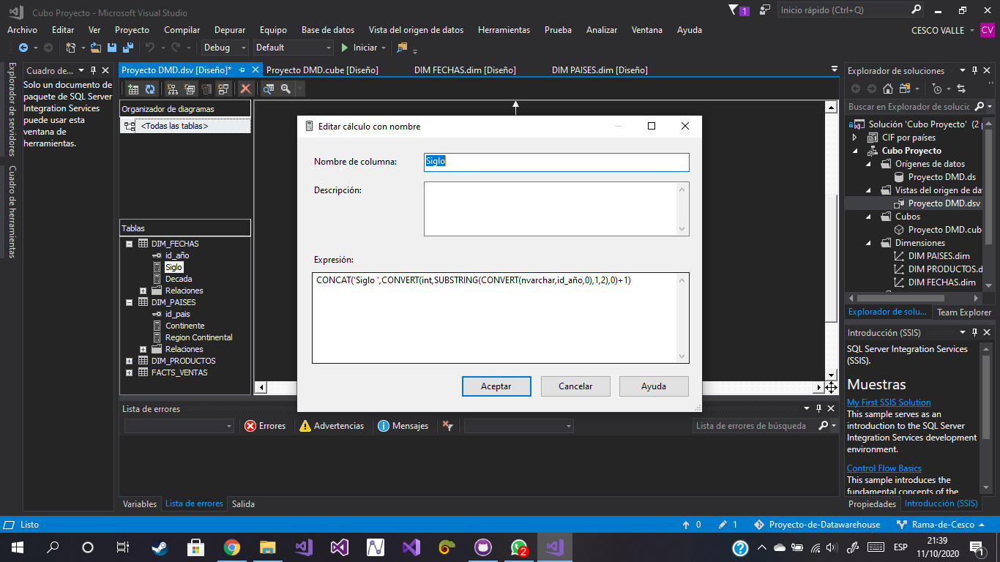 Cubo Proyecto - Microsoft Visual Studio
1
Inicio rápido (Ctrl+Q)
Archivo Editar Ver Proyecto Compilar Depurar Equipo Base de datos Vista del origen de datos Herramientas Prueba Analizar Ventana Ayuda
CESCO VALLE CV
Debug Default Iniciar
Explorador de servidores
Cuadro de herramientas
Cuadro de...
Solo un documento de
paquete de SQL Server
Integration Services
puede usar esta
ventana de
herramientas.
Proyecto DMD.dsv [Diseño]* Proyecto DMD.cube [Diseño] DIM FECHAS.dim [Diseño] DIM PAISES.dim [Diseño]
Organizador de diagramas
<Todas las tablas>
Tablas
DIM_FECHAS
id_año
Siglo
Decada
Relaciones
DIM_PAISES
id_pais
Continente
Region Continental
Relaciones
DIM_PRODUCTOS
FACTS_VENTAS
Editar cálculo con nombre
Nombre de columna: Siglo
Descripción:
Expresión:
CONCAT('Siglo ',CONVERT(int,SUBSTRING(CONVERT(nvarchar,id_año,0),1,2),0)+1)
Aceptar Cancelar Ayuda
Lista de errores
Errores Advertencias Mensajes Lista de errores de búsqueda
Variables Lista de errores Salida
Explorador de soluciones
Buscar en Explorador de solucio
Solución 'Cubo Proyecto' (2 p
CIF por países
Cubo Proyecto
Orígenes de datos
Proyecto DMD.ds
Vistas del origen de dat
Proyecto DMD.dsv
Cubos
Proyecto DMD.cub
Dimensiones
DIM PAISES.dim
DIM PRODUCTOS.d
DIM FECHAS.dim
Explorador de solu... Team Explorer
Introducción (SSIS)
SQL Server Integration Services
(SSIS).
Muestras
My First SSIS Solution
This sample serves as an
introduction to the SQL Server
Integration Services development
environment.
Control Flow Basics
This sample introduces the
fundamental concepts of the
Propiedades Introducción (SSIS)
Listo 0 1 Proyecto-de-Datawarehouse Rama-de-Cesco
2
ESP
21:39
11/10/2020
1